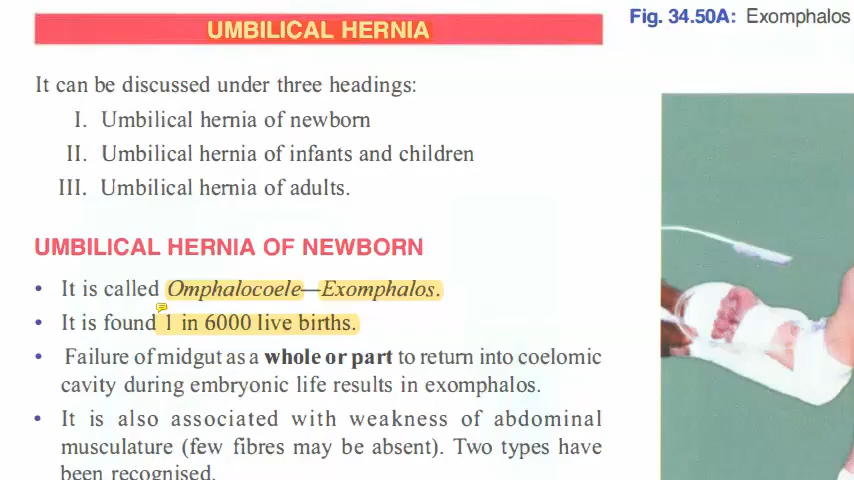 UMBILICAL HERNIA
Fig. 34.50A: Exomphalos
It can be discussed under three headings:
I. Umbilical hernia of newborn
II. Umbilical hernia of infants and children
III. Umbilical hernia of adults.
UMBILICAL HERNIA OF NEWBORN
• It is called Omphalocoele—Exomphalos.
• It is found 1 in 6000 live births.
• Failure of midgut as a whole or part to return into coelomic
cavity during embryonic life results in exomphalos.
• It is also associated with weakness of abdominal
musculature (few fibres may be absent). Two types have
been recognised.